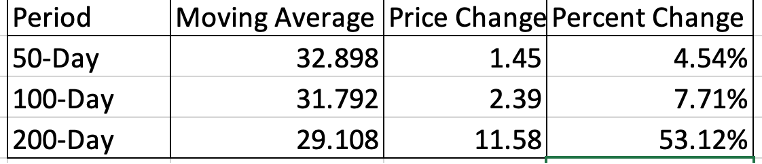 Period Moving Average Price Change Percent Change
50-Day 32.898 1.45 4.54%
100-Day 31.792 2.39 7.71%
200-Day 29.108 11.58 53.12%